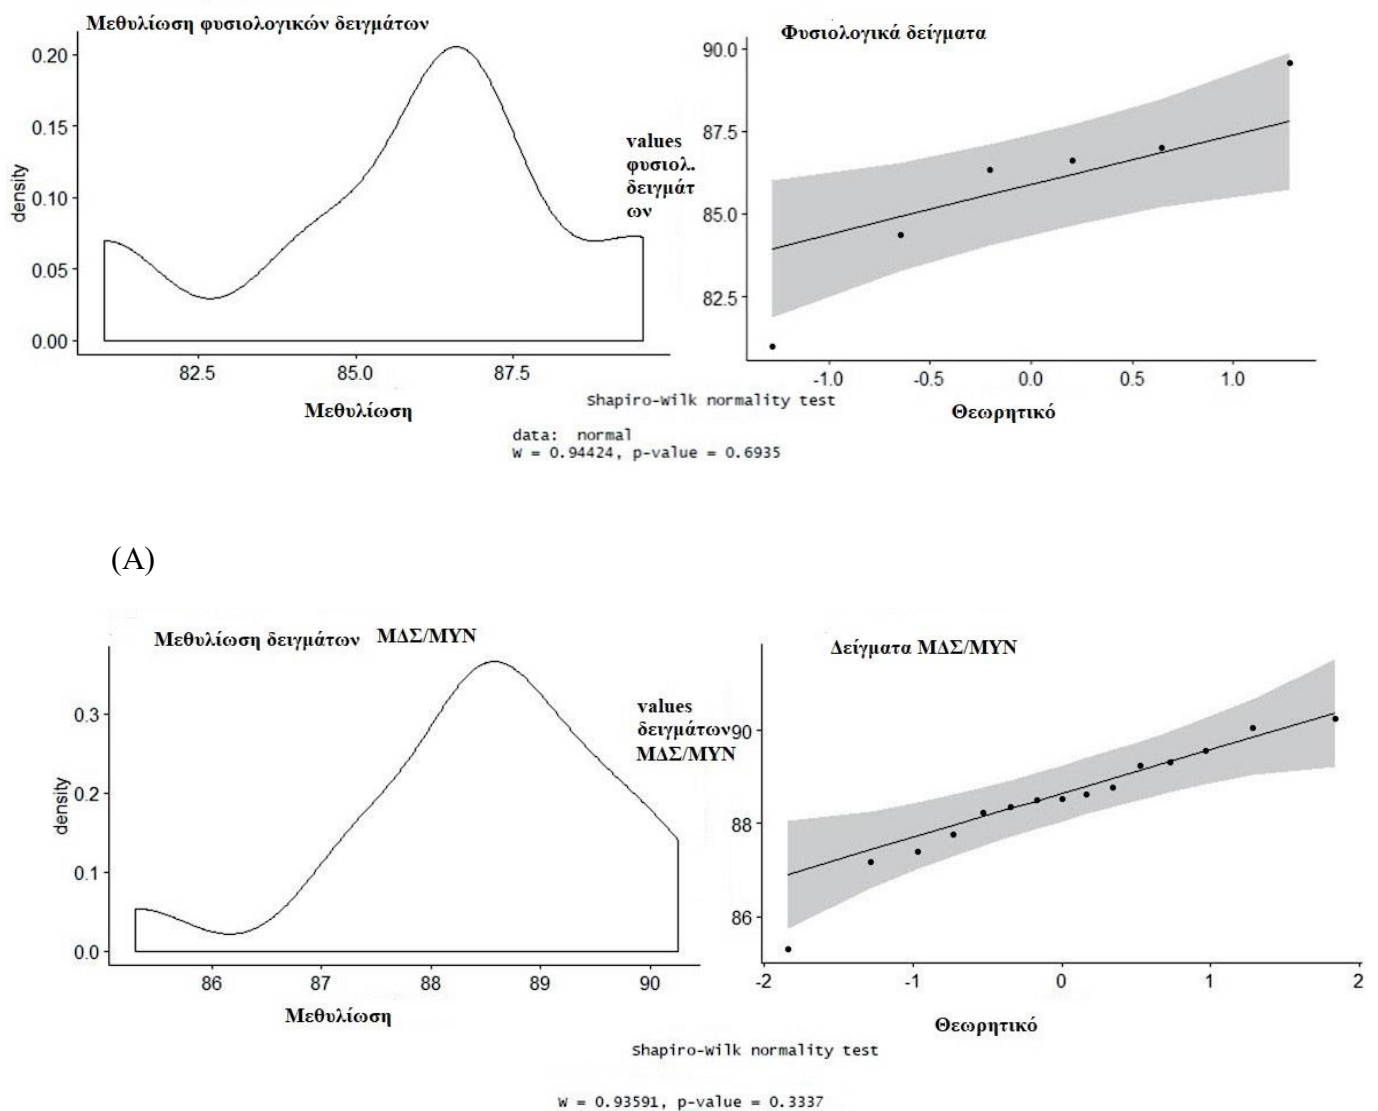 Μεθυλίωση φυσιολογικών δειγμάτων
density
0.20
0.15
0.10
0.05
0.00
82.5
85.0
87.5
Μεθυλίωση
Φυσιολογικά δείγματα
values
φυσιολ.
δειγμάτ
ων
90.0
87.5
85.0
82.5
-1.0
-0.5
0.0
0.5
1.0
Θεωρητικό
Shapiro-Wilk normality test
data: normal
W = 0.94424, p-value = 0.6935
(A)
Μεθυλίωση δειγμάτων ΜΔΣ/ΜΥΝ
density
0.3
0.2
0.1
0.0
86
87
88
89
90
Μεθυλίωση
Δείγματα ΜΔΣ/ΜΥΝ
values
δειγμάτων
ΜΔΣ/ΜΥΝ
90
88
86
-2
-1
0
1
2
Θεωρητικό
Shapiro-Wilk normality test
W = 0.93591, p-value = 0.3337